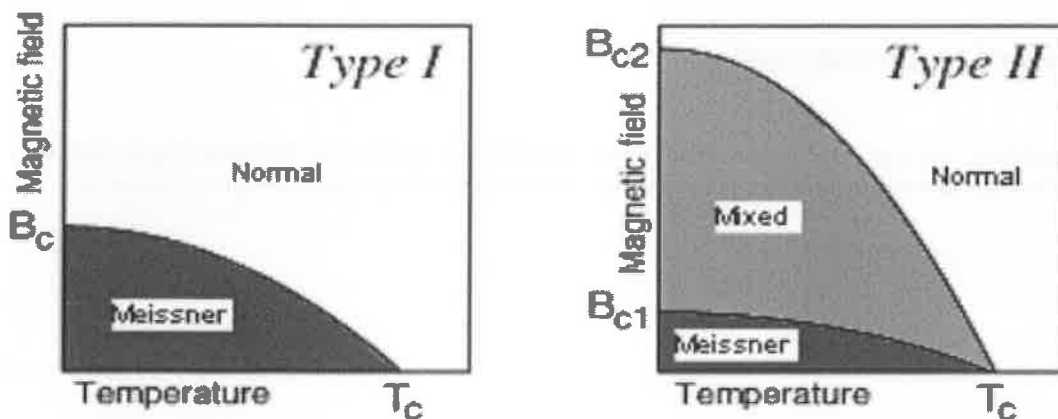 Type I
Magnetic field
Normal
Bc
Meissner
Temperature
Tc
Type II
Bc2
Magnetic field
Normal
Mixed
Bc1
Meissner
Temperature
Tc